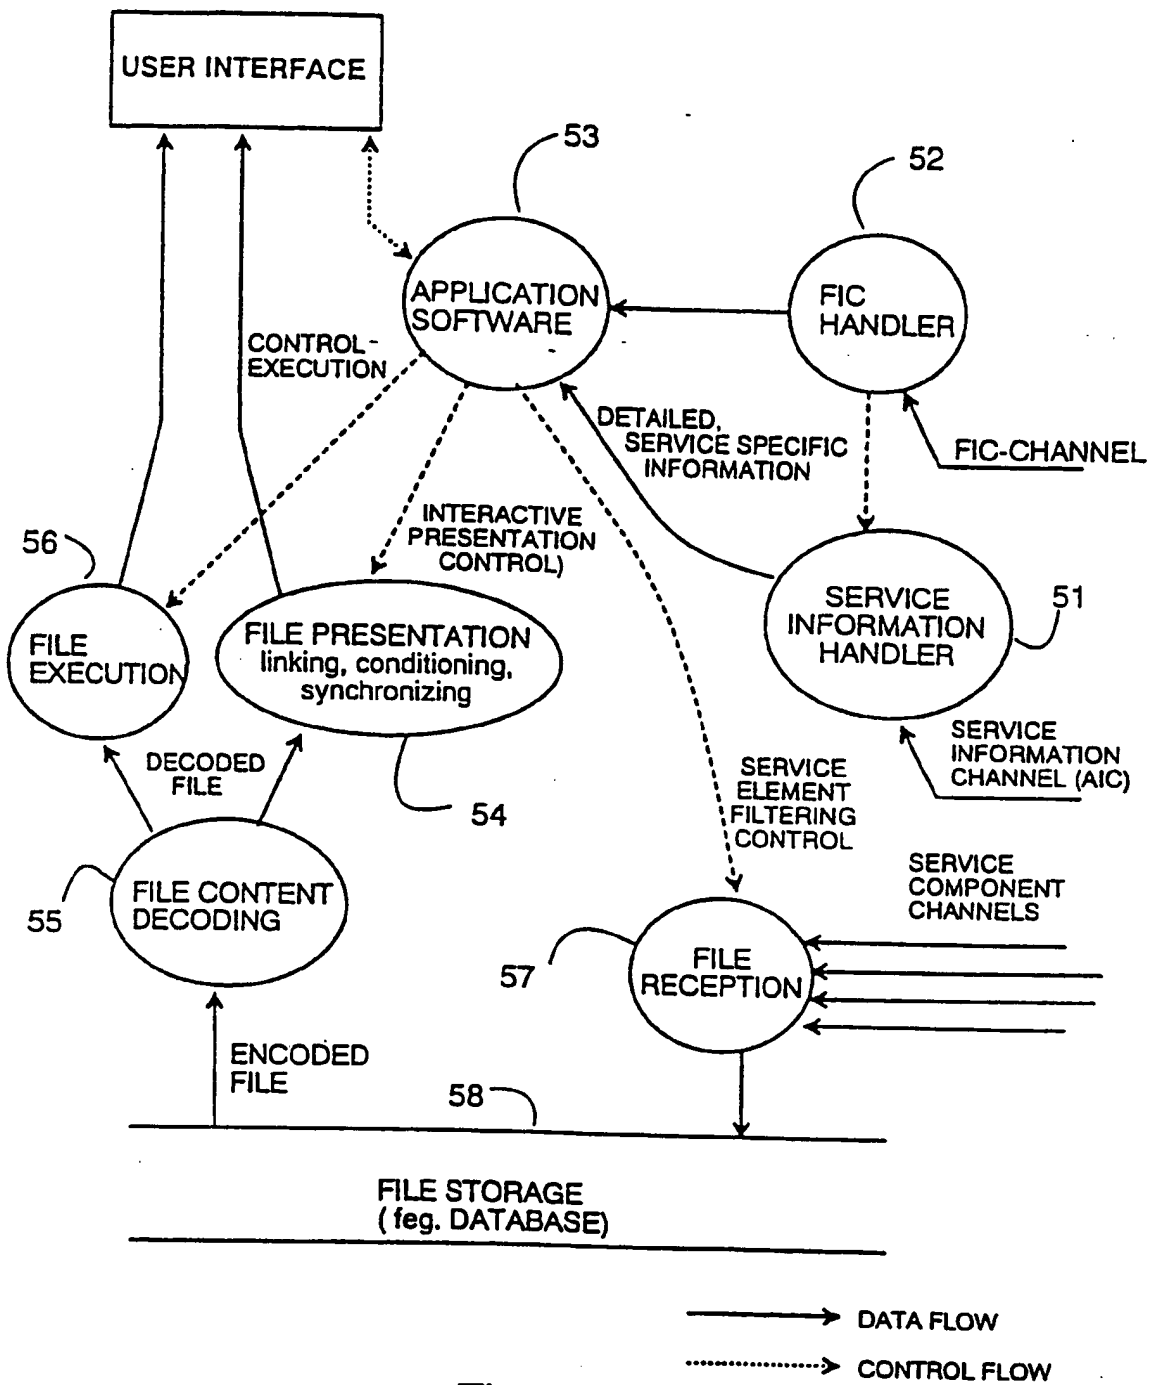 USER INTERFACE
53
52
APPLICATION
SOFTWARE
FIC
HANDLER
CONTROL-
EXECUTION
DETAILED,
SERVICE SPECIFIC
INFORMATION
FIC-CHANNEL
INTERACTIVE
PRESENTATION
CONTROL)
56
51
SERVICE
INFORMATION
HANDLER
FILE
EXECUTION
FILE PRESENTATION
linking, conditioning,
synchronizing
SERVICE
INFORMATION
CHANNEL (AIC)
DECODED
FILE
SERVICE
ELEMENT
FILTERING
CONTROL
54
SERVICE
COMPONENT
CHANNELS
55
FILE CONTENT
DECODING
57
FILE
RECEPTION
ENCODED
FILE
58
FILE STORAGE
( feg. DATABASE)
DATA FLOW
CONTROL FLOW